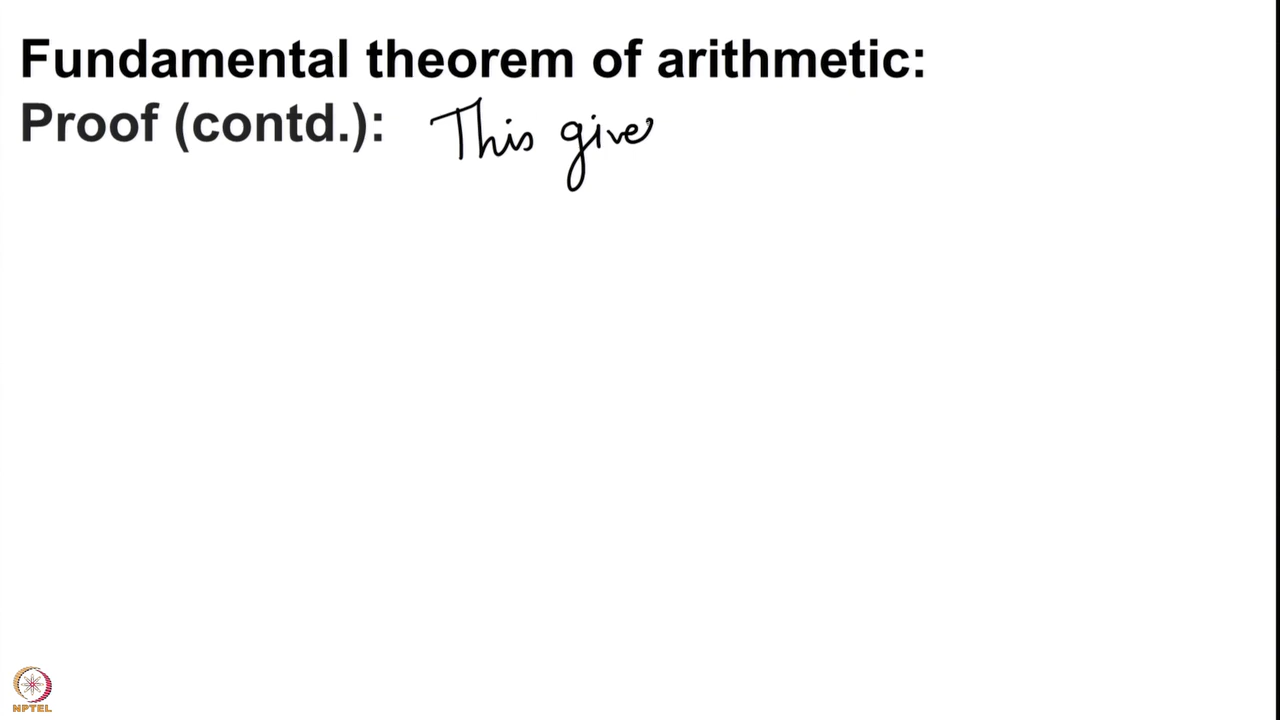 Fundamental theorem of arithmetic:
Proof (contd.): This give
NPTEL